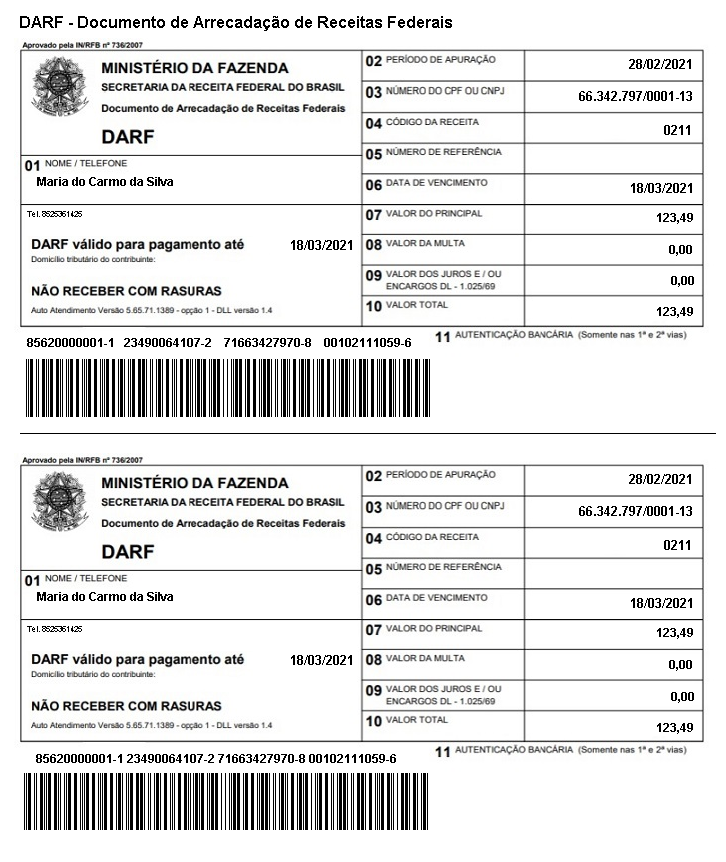 DARF - Documento de Arrecadação de Receitas Federais
Aprovado pela IN/RFB nº 736/2007
MINISTÉRIO DA FAZENDA
SECRETARIA DA RECEITA FEDERAL DO BRASIL
Documento de Arrecadação de Receitas Federais
DARF
01 NOME / TELEFONE
Maria do Carmo da Silva
Tel. 8525361425
DARF válido para pagamento até 18/03/2021
Domicílio tributário do contribuinte:
NÃO RECEBER COM RASURAS
Auto Atendimento Versão 5.65.71.1389 - opção 1 - DLL versão 1.4
02 PERÍODO DE APURAÇÃO 28/02/2021
03 NÚMERO DO CPF OU CNPJ 66.342.797/0001-13
04 CÓDIGO DA RECEITA 0211
05 NÚMERO DE REFERÊNCIA
06 DATA DE VENCIMENTO 18/03/2021
07 VALOR DO PRINCIPAL 123,49
08 VALOR DA MULTA 0,00
09 VALOR DOS JUROS E / OU
ENCARGOS DL - 1.025/69 0,00
10 VALOR TOTAL 123,49
11 AUTENTICAÇÃO BANCÁRIA (Somente nas 1ª e 2ª vias)
85620000001-1 23490064107-2 71663427970-8 00102111059-6
Aprovado pela IN/RFB nº 736/2007
MINISTÉRIO DA FAZENDA
SECRETARIA DA RECEITA FEDERAL DO BRASIL
Documento de Arrecadação de Receitas Federais
DARF
01 NOME / TELEFONE
Maria do Carmo da Silva
Tel. 8525361425
DARF válido para pagamento até 18/03/2021
Domicílio tributário do contribuinte:
NÃO RECEBER COM RASURAS
Auto Atendimento Versão 5.65.71.1389 - opção 1 - DLL versão 1.4
02 PERÍODO DE APURAÇÃO 28/02/2021
03 NÚMERO DO CPF OU CNPJ 66.342.797/0001-13
04 CÓDIGO DA RECEITA 0211
05 NÚMERO DE REFERÊNCIA
06 DATA DE VENCIMENTO 18/03/2021
07 VALOR DO PRINCIPAL 123,49
08 VALOR DA MULTA 0,00
09 VALOR DOS JUROS E / OU
ENCARGOS DL - 1.025/69 0,00
10 VALOR TOTAL 123,49
11 AUTENTICAÇÃO BANCÁRIA (Somente nas 1ª e 2ª vias)
85620000001-1 23490064107-2 71663427970-8 00102111059-6